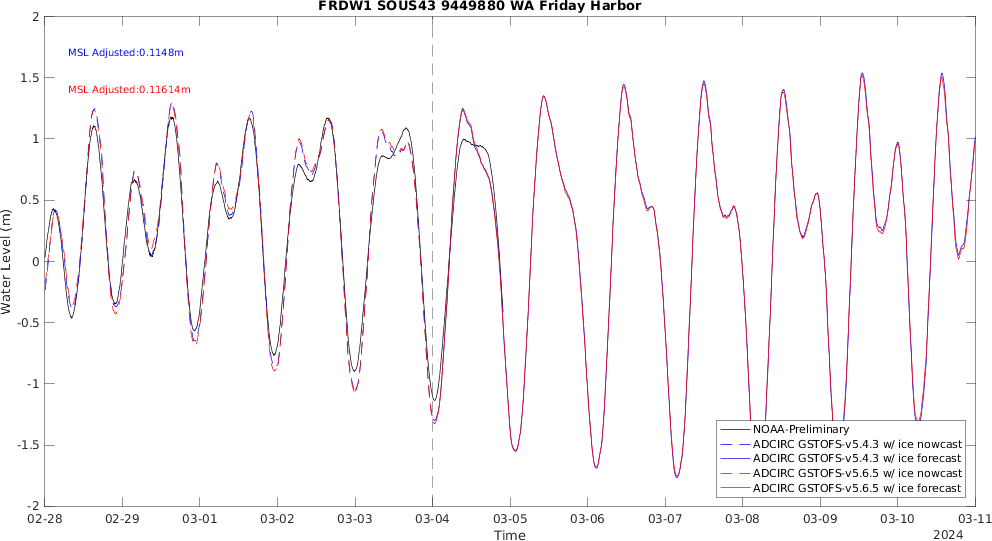 FRDW1 SOUS43 9449880 WA Friday Harbor
MSL Adjusted:0.1148m
MSL Adjusted:0.11614m
Water Level (m)
2
1.5
1
0.5
0
-0.5
-1
-1.5
-2
NOAA-Preliminary
ADCIRC GSTOFS-v5.4.3 w/ ice nowcast
ADCIRC GSTOFS-v5.4.3 w/ ice forecast
ADCIRC GSTOFS-v5.6.5 w/ ice nowcast
ADCIRC GSTOFS-v5.6.5 w/ ice forecast
02-28 02-29 03-01 03-02 03-03 03-04 03-05 03-06 03-07 03-08 03-09 03-10 03-11
Time
2024